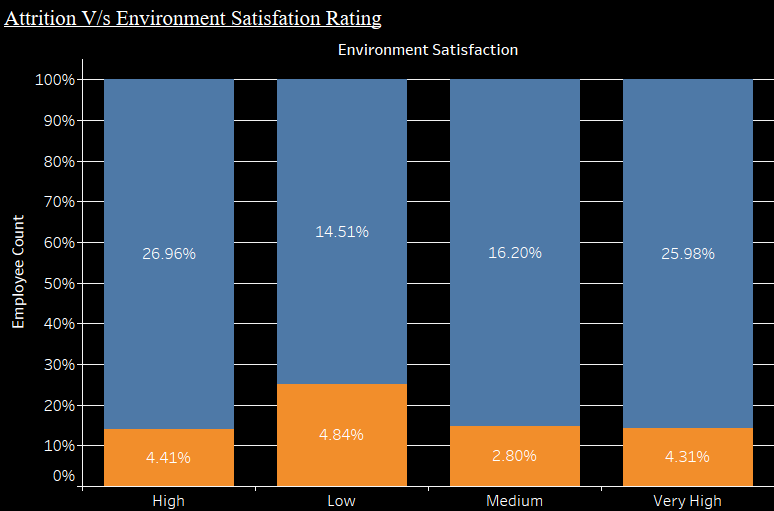 Attrition V/s Environment Satisfation Rating
Environment Satisfaction
Employee Count
100%
90%
80%
70%
60%
50%
40%
30%
20%
10%
0%
26.96%
14.51%
16.20%
25.98%
4.41%
4.84%
2.80%
4.31%
High
Low
Medium
Very High